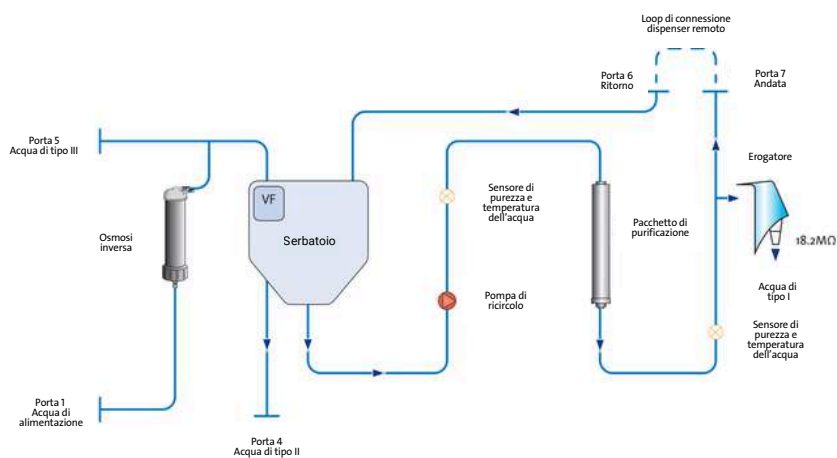 Loop di connessione
dispenser remoto
Porta 6
Ritorno
Porta 7
Andata
Porta 5
Acqua di tipo III
Erogatore
VF
Serbatoio
Sensore di
purezza e
temperatura
dell'acqua
Pacchetto di
purificazione
Osmosi
inversa
18.2MΩ
Pompa di
ricircolo
Acqua di
tipo I
Sensore di
purezza e
temperatura
dell'acqua
Porta 1
Acqua di
alimentazione
Porta 4
Acqua di tipo II